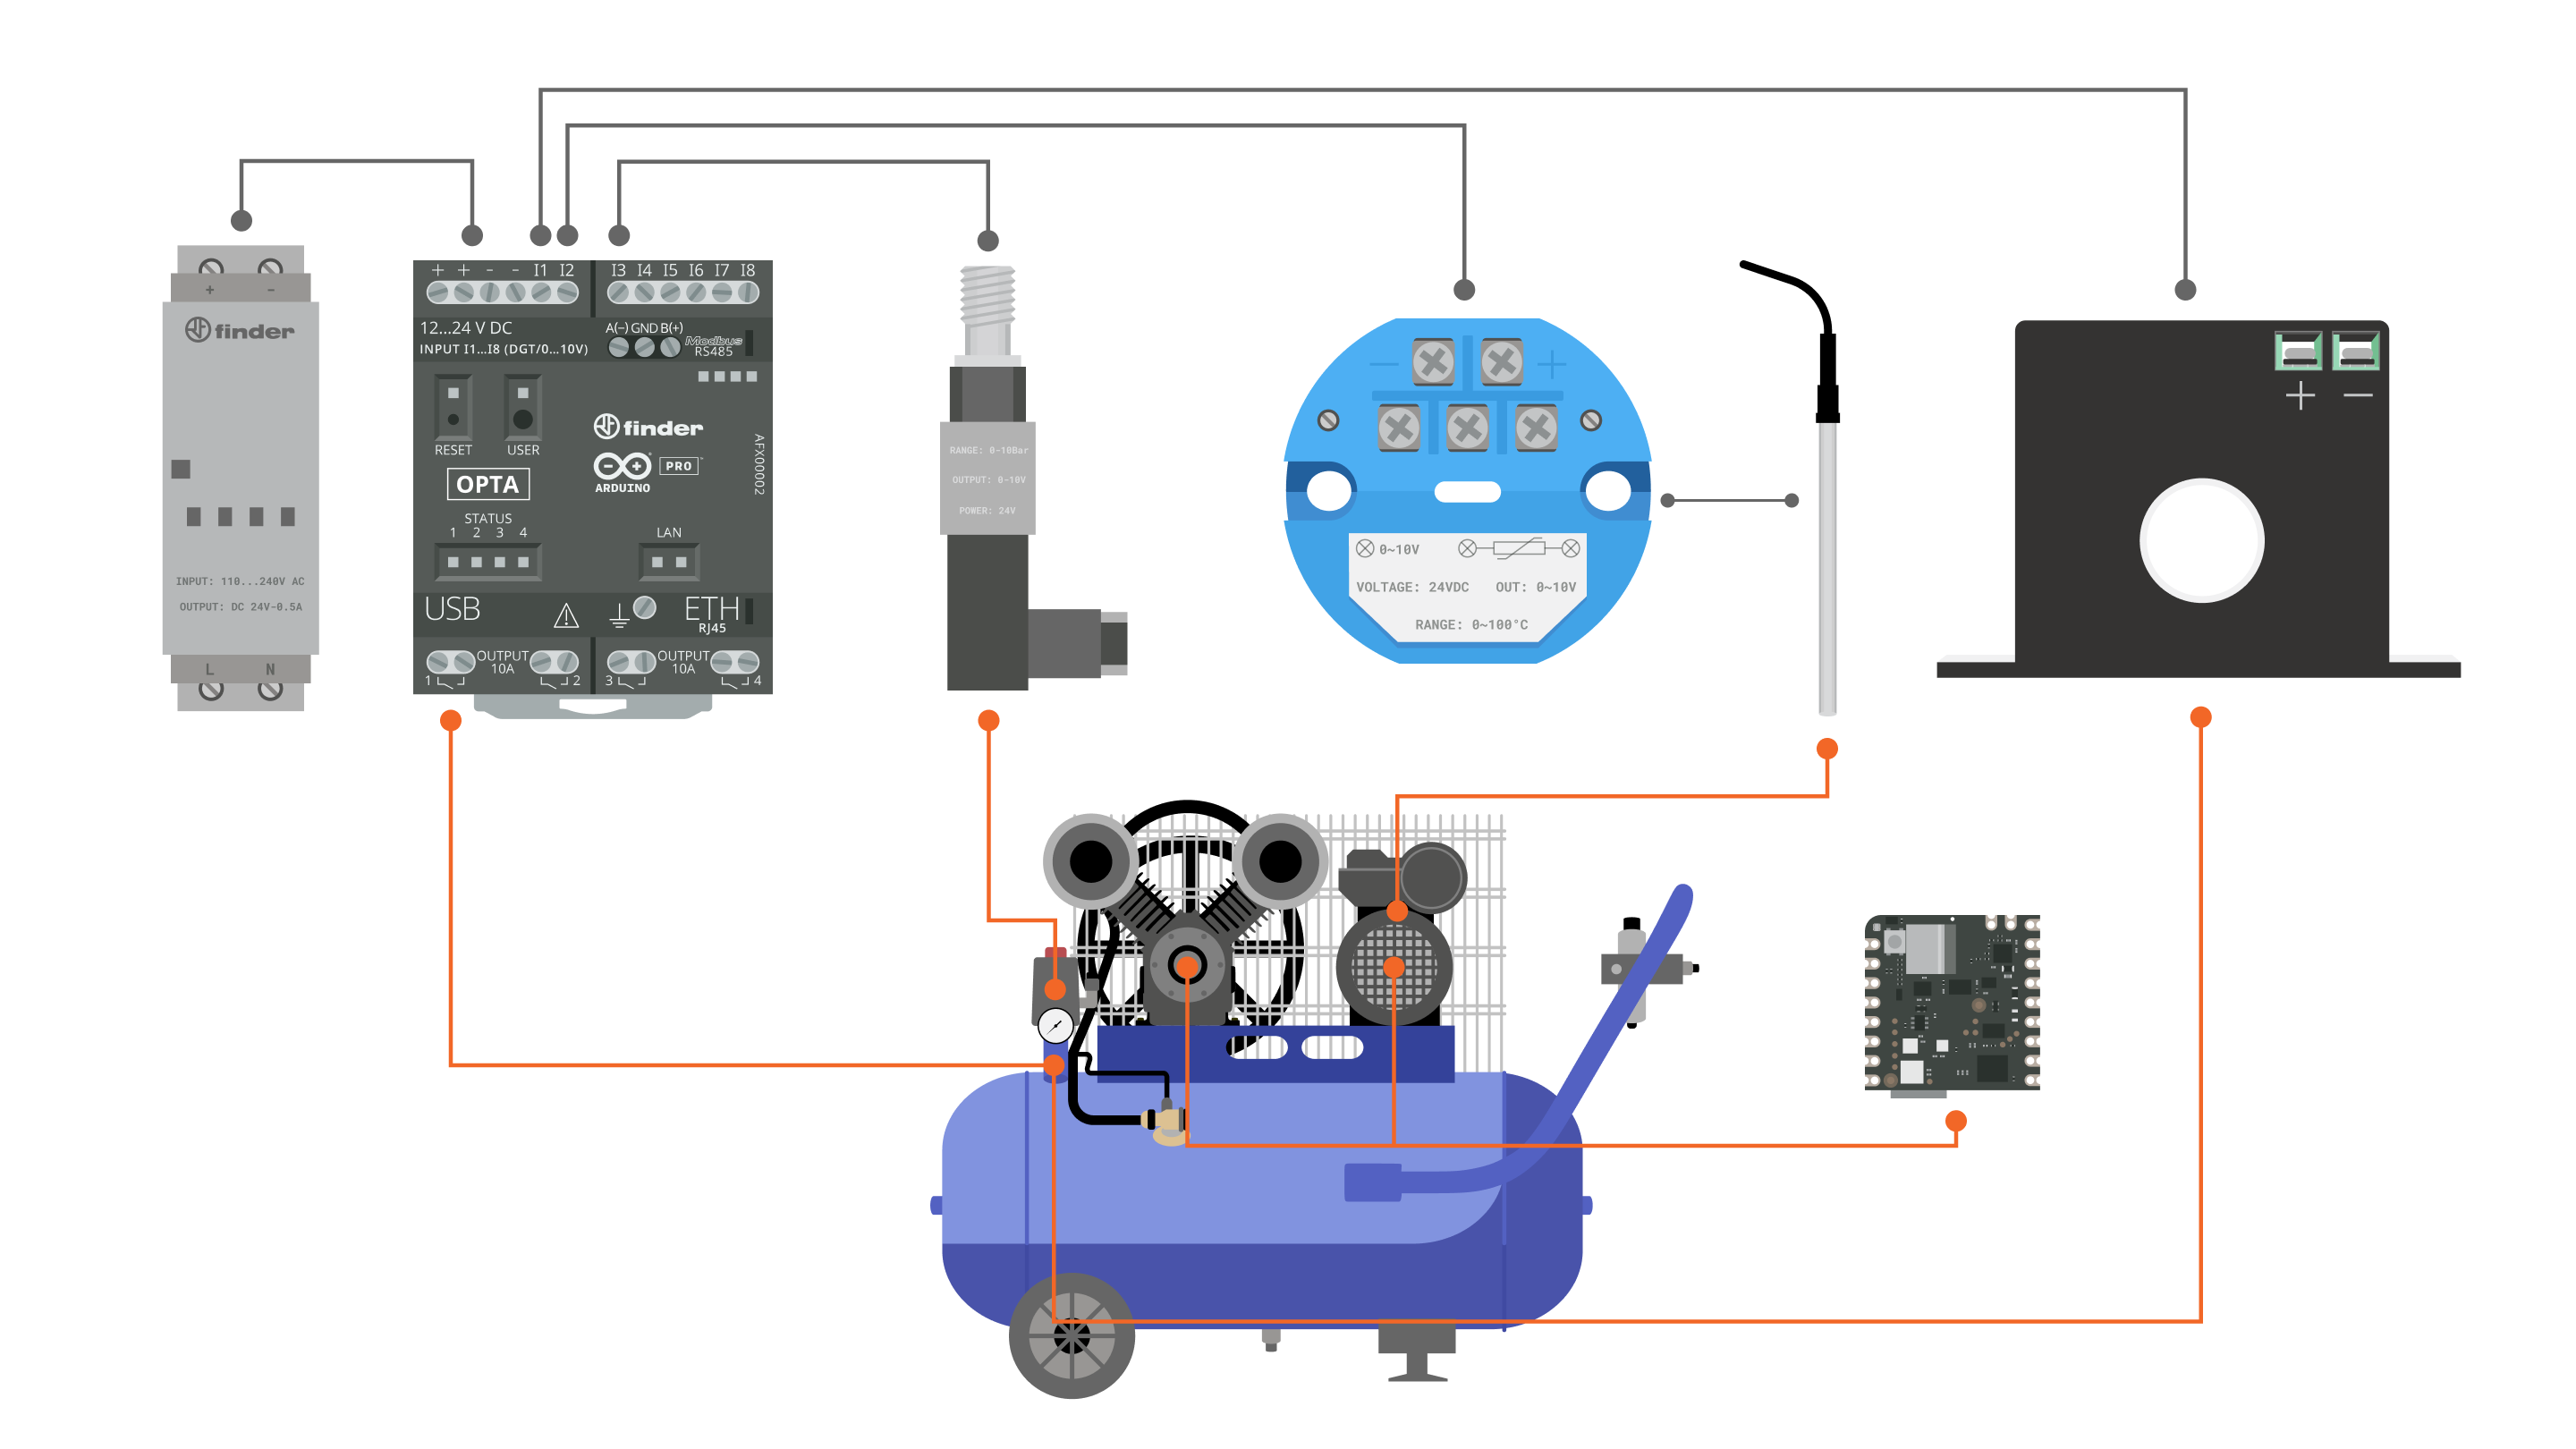 + -
finder
INPUT: 110...240V AC
OUTPUT: DC 24V-0.5A
L N
+ + - - I1 I2 I3 I4 I5 I6 I7 I8
12...24 V DC
INPUT I1...I8 (DGT/0...10V)
A(-) GND B(+)
Modbus
RS485
RESET USER
finder
ARDUINO PRO
AFX00002
OPTA
STATUS
1 2 3 4
LAN
USB
ETH
RJ45
OUTPUT
10A
1 2
OUTPUT
10A
3 4
RANGE: 0-10Bar
OUTPUT: 0-10V
POWER: 24V
- +
0~10V
VOLTAGE: 24VDC OUT: 0~10V
RANGE: 0~100°C
+ -